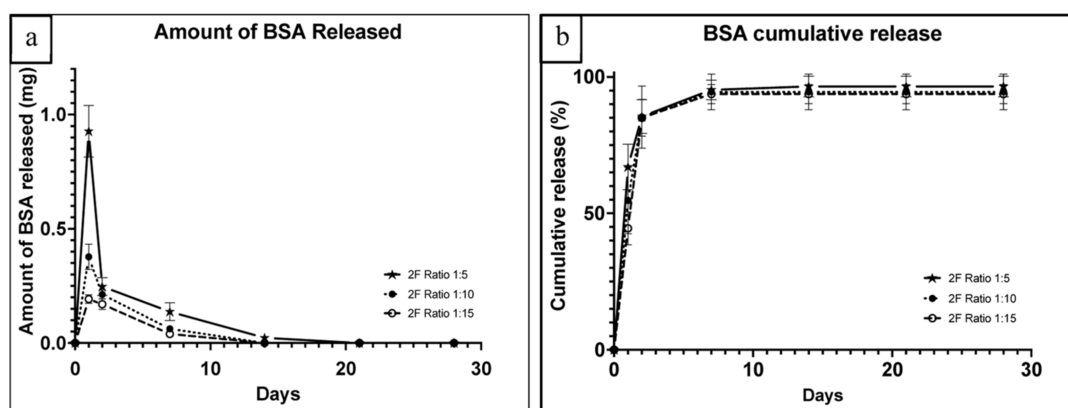 a
Amount of BSA Released
Amount of BSA released (mg)
1.0
0.5
0.0
0
10
20
30
Days
2F Ratio 1:5
2F Ratio 1:10
2F Ratio 1:15
b
BSA cumulative release
Cumulative release (%)
100
50
0
0
10
20
30
Days
2F Ratio 1:5
2F Ratio 1:10
2F Ratio 1:15